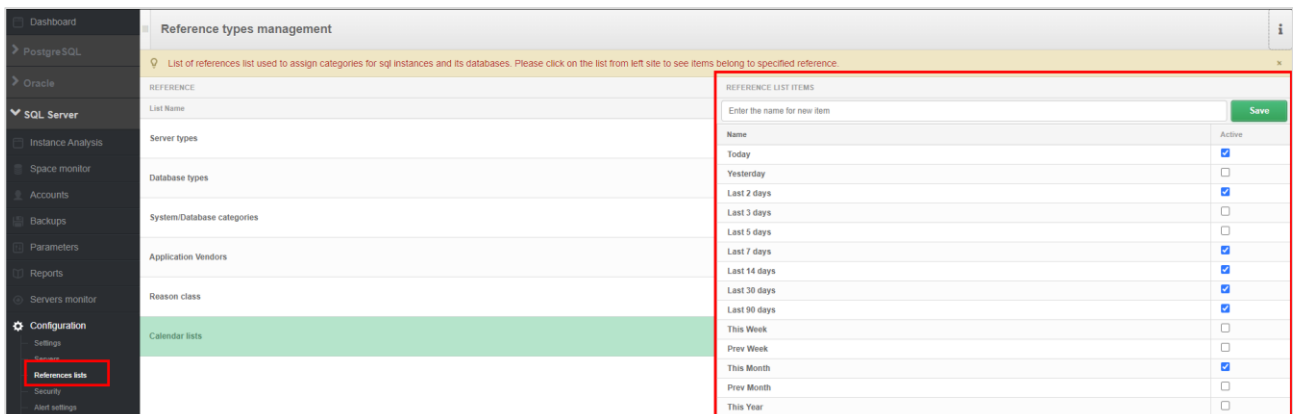 Dashboard
PostgreSQL
Oracle
SQL Server
Instance Analysis
Space monitor
Accounts
Backups
Parameters
Reports
Servers monitor
Configuration
Settings
Servers
References lists
Security
Alert settings
Reference types management
i
List of references list used to assign categories for sql instances and its databases. Please click on the list from left site to see items belong to specified reference.
×
REFERENCE
List Name
Server types
Database types
System/Database categories
Application Vendors
Reason class
Calendar lists
REFERENCE LIST ITEMS
Enter the name for new item
Save
Name Active
Today
Yesterday
Last 2 days
Last 3 days
Last 5 days
Last 7 days
Last 14 days
Last 30 days
Last 90 days
This Week
Prev Week
This Month
Prev Month
This Year